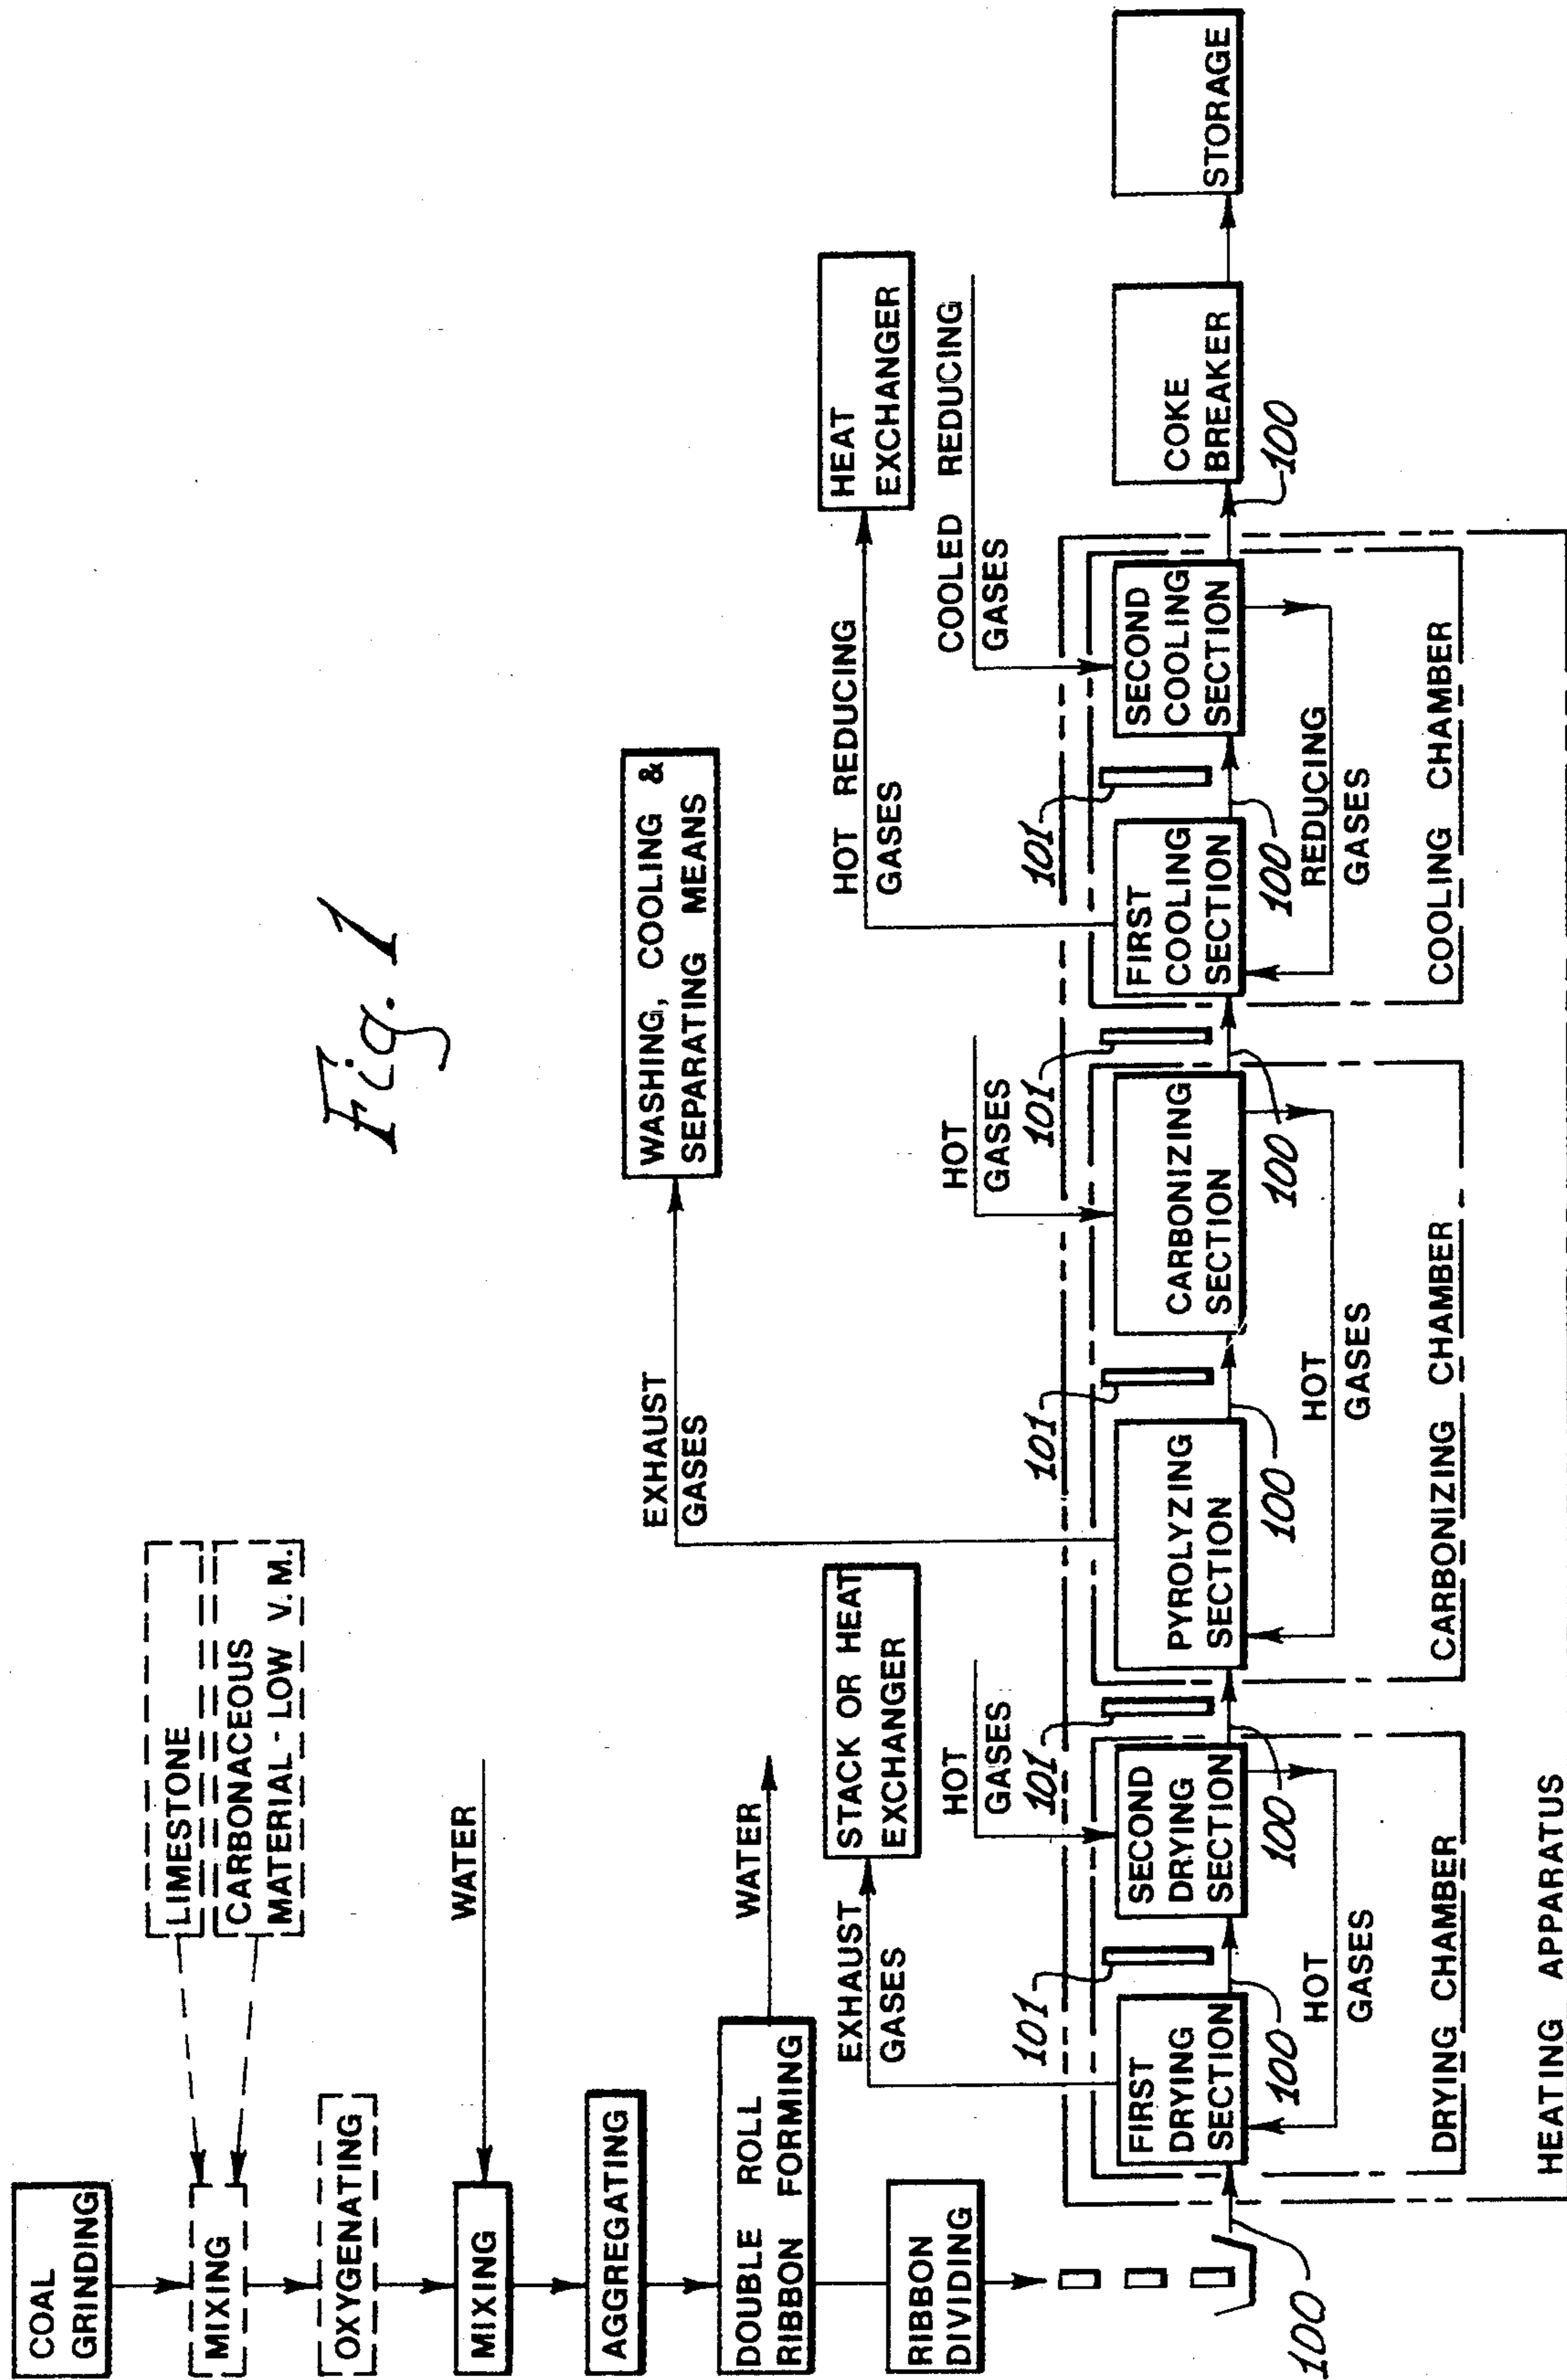 Fig. 1
COAL
GRINDING
LIMESTONE
CARBONACEOUS
MATERIAL-LOW V.M.
MIXING
OXYGENATING
WATER
MIXING
AGGREGATING
DOUBLE ROLL
RIBBON FORMING
WATER
RIBBON
DIVIDING
100
EXHAUST
GASES
STACK OR HEAT
EXCHANGER
HOT
GASES
EXHAUST
GASES
WASHING, COOLING &
SEPARATING MEANS
HOT
GASES
HOT REDUCING
GASES
HEAT
EXCHANGER
COOLED REDUCING
GASES
101
101
101
101
101
FIRST
DRYING
SECTION
100
SECOND
DRYING
SECTION
100
PYROLYZING
SECTION
100
CARBONIZING
SECTION
100
FIRST
COOLING
SECTION
100
SECOND
COOLING
SECTION
100
COKE
BREAKER
STORAGE
HOT
GASES
HOT
GASES
REDUCING
GASES
DRYING CHAMBER
CARBONIZING CHAMBER
COOLING CHAMBER
HEATING APPARATUS